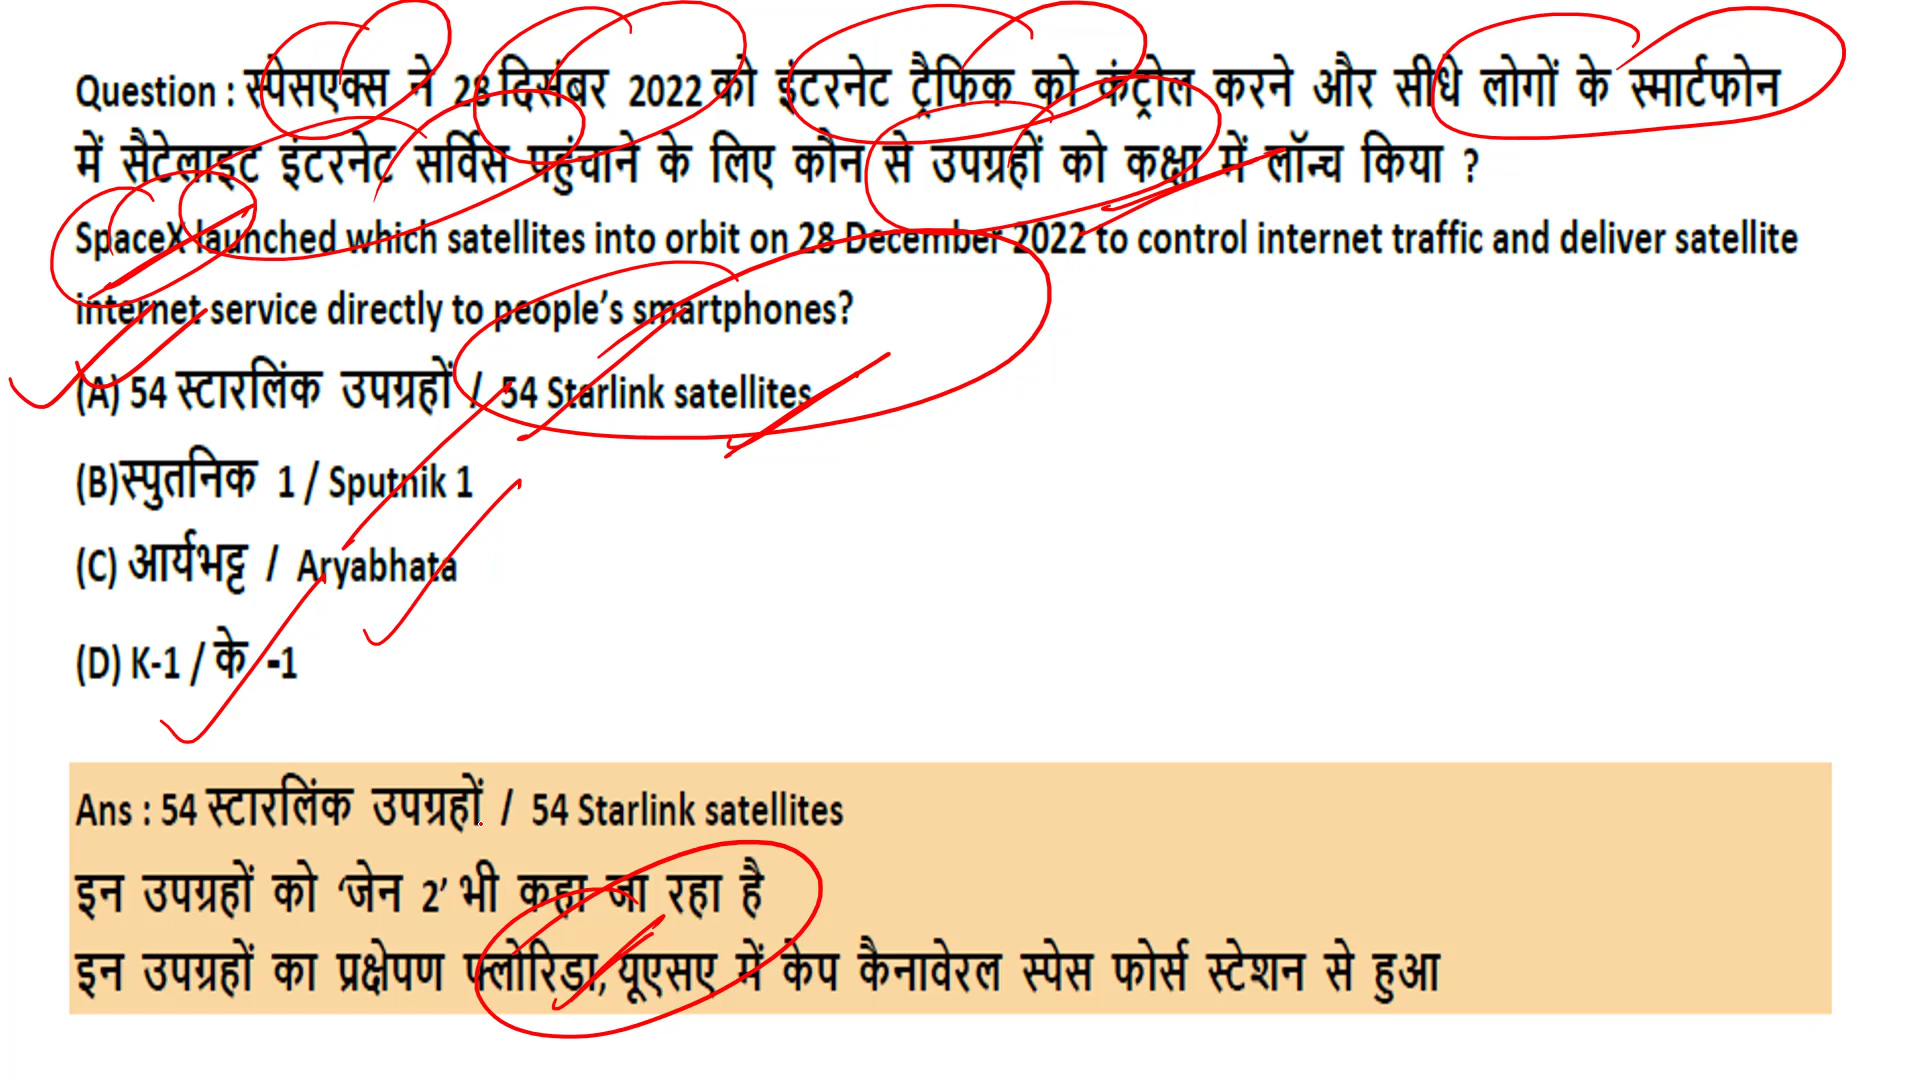 Question : स्पेसएक्स ने 28 दिसंबर 2022 को इंटरनेट ट्रैफिक को कंट्रोल करने और सीधे लोगों के स्मार्टफोन
में सैटेलाइट इंटरनेट सर्विस पहुंचाने के लिए कौन से उपग्रहों को कक्षा में लॉन्च किया ?
SpaceX launched which satellites into orbit on 28 December 2022 to control internet traffic and deliver satellite
internet service directly to people’s smartphones?
(A) 54 स्टारलिंक उपग्रहों / 54 Starlink satellites
(B)स्पुतनिक 1 / Sputnik 1
(C) आर्यभट्ट / Aryabhata
(D) K-1 / के -1
Ans : 54 स्टारलिंक उपग्रहों / 54 Starlink satellites
इन उपग्रहों को ‘जेन 2’ भी कहा जा रहा है
इन उपग्रहों का प्रक्षेपण फ्लोरिडा, यूएसए में केप कैनावेरल स्पेस फोर्स स्टेशन से हुआ